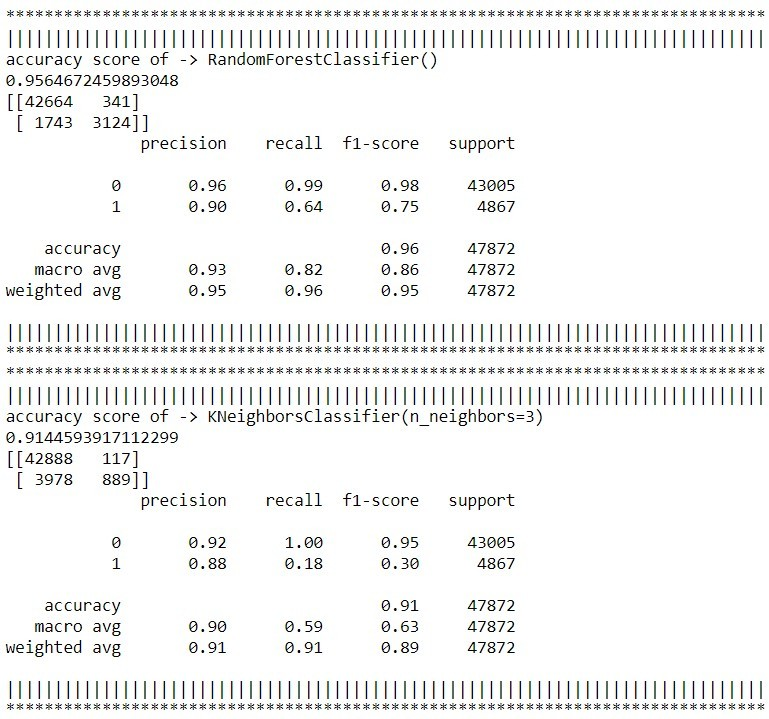 *******************************************************************************
|||||||||||||||||||||||||||||||||||||||||||||||||||||||||||||||||||||||||||||||
accuracy score of -> RandomForestClassifier()
0.9564672459893048
[[42664   341]
 [ 1743  3124]]
              precision    recall  f1-score   support

           0       0.96      0.99      0.98     43005
           1       0.90      0.64      0.75      4867

    accuracy                           0.96     47872
   macro avg       0.93      0.82      0.86     47872
weighted avg       0.95      0.96      0.95     47872

|||||||||||||||||||||||||||||||||||||||||||||||||||||||||||||||||||||||||||||||
*******************************************************************************
*******************************************************************************
|||||||||||||||||||||||||||||||||||||||||||||||||||||||||||||||||||||||||||||||
accuracy score of -> KNeighborsClassifier(n_neighbors=3)
0.9144593917112299
[[42888   117]
 [ 3978   889]]
              precision    recall  f1-score   support

           0       0.92      1.00      0.95     43005
           1       0.88      0.18      0.30      4867

    accuracy                           0.91     47872
   macro avg       0.90      0.59      0.63     47872
weighted avg       0.91      0.91      0.89     47872

|||||||||||||||||||||||||||||||||||||||||||||||||||||||||||||||||||||||||||||||
*******************************************************************************